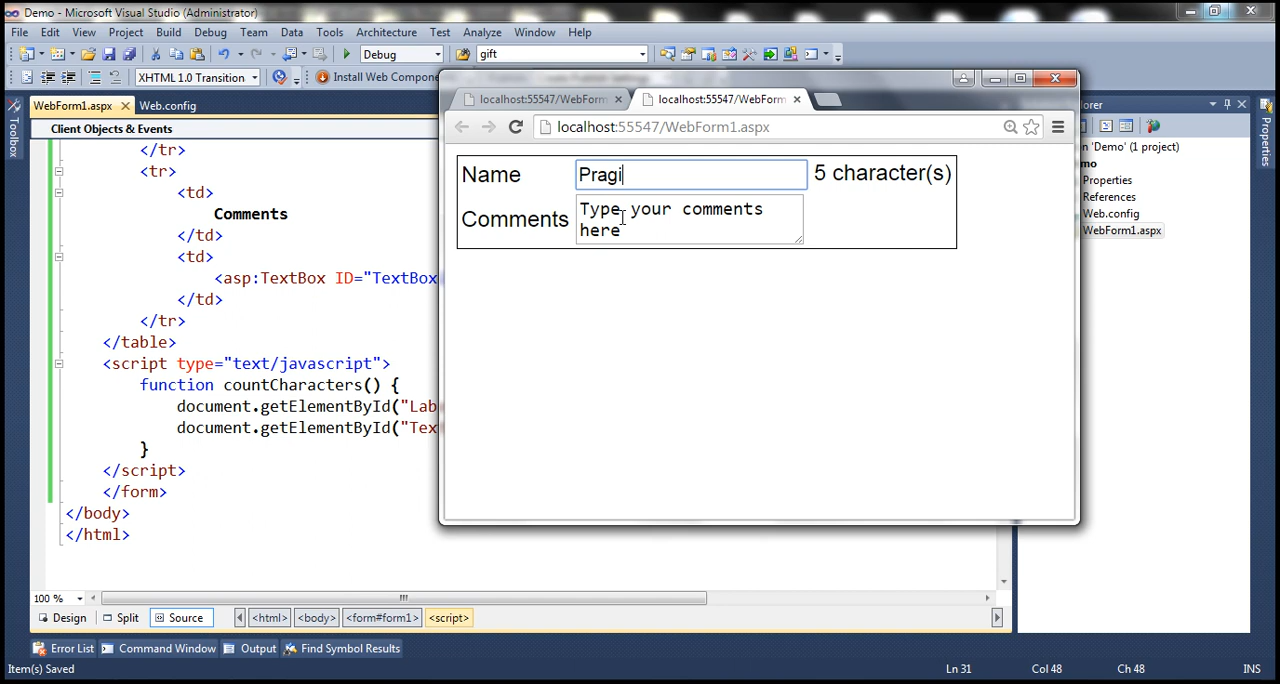 Demo - Microsoft Visual Studio (Administrator)
File Edit View Project Build Debug Team Data Tools Architecture Test Analyze Window Help
Debug gift
XHTML 1.0 Transition Install Web Compone
WebForm1.aspx Web.config
Client Objects & Events
Toolbox
</tr>
<tr>
<td>
Comments
</td>
<td>
<asp:TextBox ID="TextBox
</td>
</tr>
</table>
<script type="text/javascript">
function countCharacters() {
document.getElementById("Lab
document.getElementById("Tex
}
</script>
</form>
</body>
</html>
100 %
Design Split Source <html> <body> <form#form1> <script>
Error List Command Window Output Find Symbol Results
Item(s) Saved Ln 31 Col 48 Ch 48 INS
localhost:55547/WebForm localhost:55547/WebForm
localhost:55547/WebForm1.aspx
Name Pragi 5 character(s)
Comments Type your comments
here
lorer
on 'Demo' (1 project)
mo
Properties
References
Web.config
WebForm1.aspx
Properties